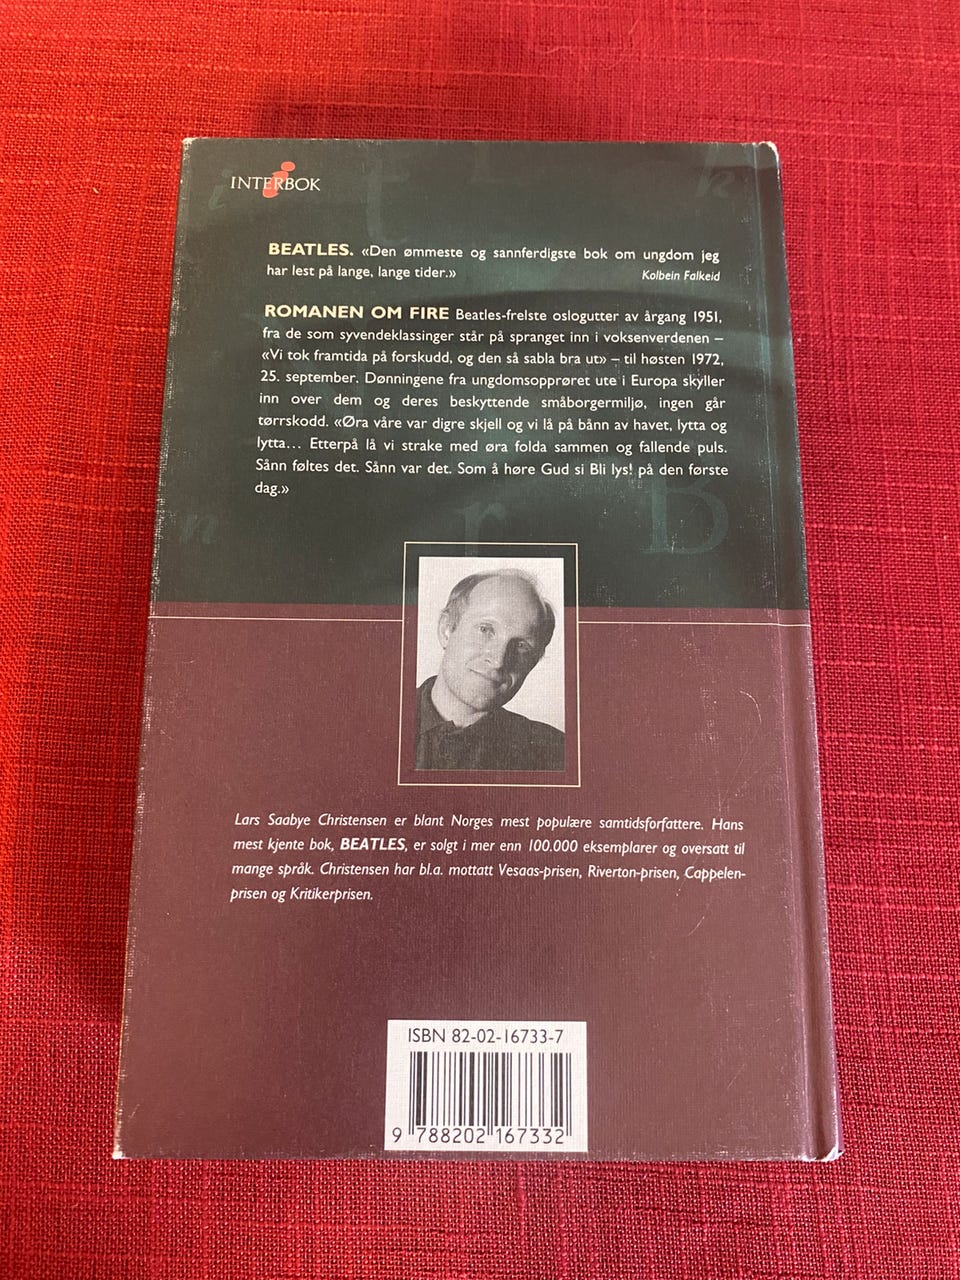 INTERBOK
BEATLES. «Den ømmeste og sannferdigste bok om ungdom jeg
har lest på lange, lange tider.» Kolbein Falkeid
ROMANEN OM FIRE Beatles-frelste oslogutter av årgang 1951,
fra de som syvendeklassinger står på spranget inn i voksenverdenen –
«Vi tok framtida på forskudd, og den så sabla bra ut» – til høsten 1972,
25. september. Dønningene fra ungdomsopprøret ute i Europa skyller
inn over dem og deres beskyttende småborgermiljø, ingen går
tørrskodd. «Øra våre var digre skjell og vi lå på bånn av havet, lytta og
lytta... Etterpå lå vi strake med øra folda sammen og fallende puls.
Sånn føltes det. Sånn var det. Som å høre Gud si Bli lys! på den første
dag.»
Lars Saabye Christensen er blant Norges mest populære samtidsforfattere. Hans
mest kjente bok, BEATLES, er solgt i mer enn 100.000 eksemplarer og oversatt til
mange språk. Christensen har bl.a. mottatt Vesaas-prisen, Riverton-prisen, Cappelen-
prisen og Kritikerprisen.
ISBN 82-02-16733-7
9 788202 167332